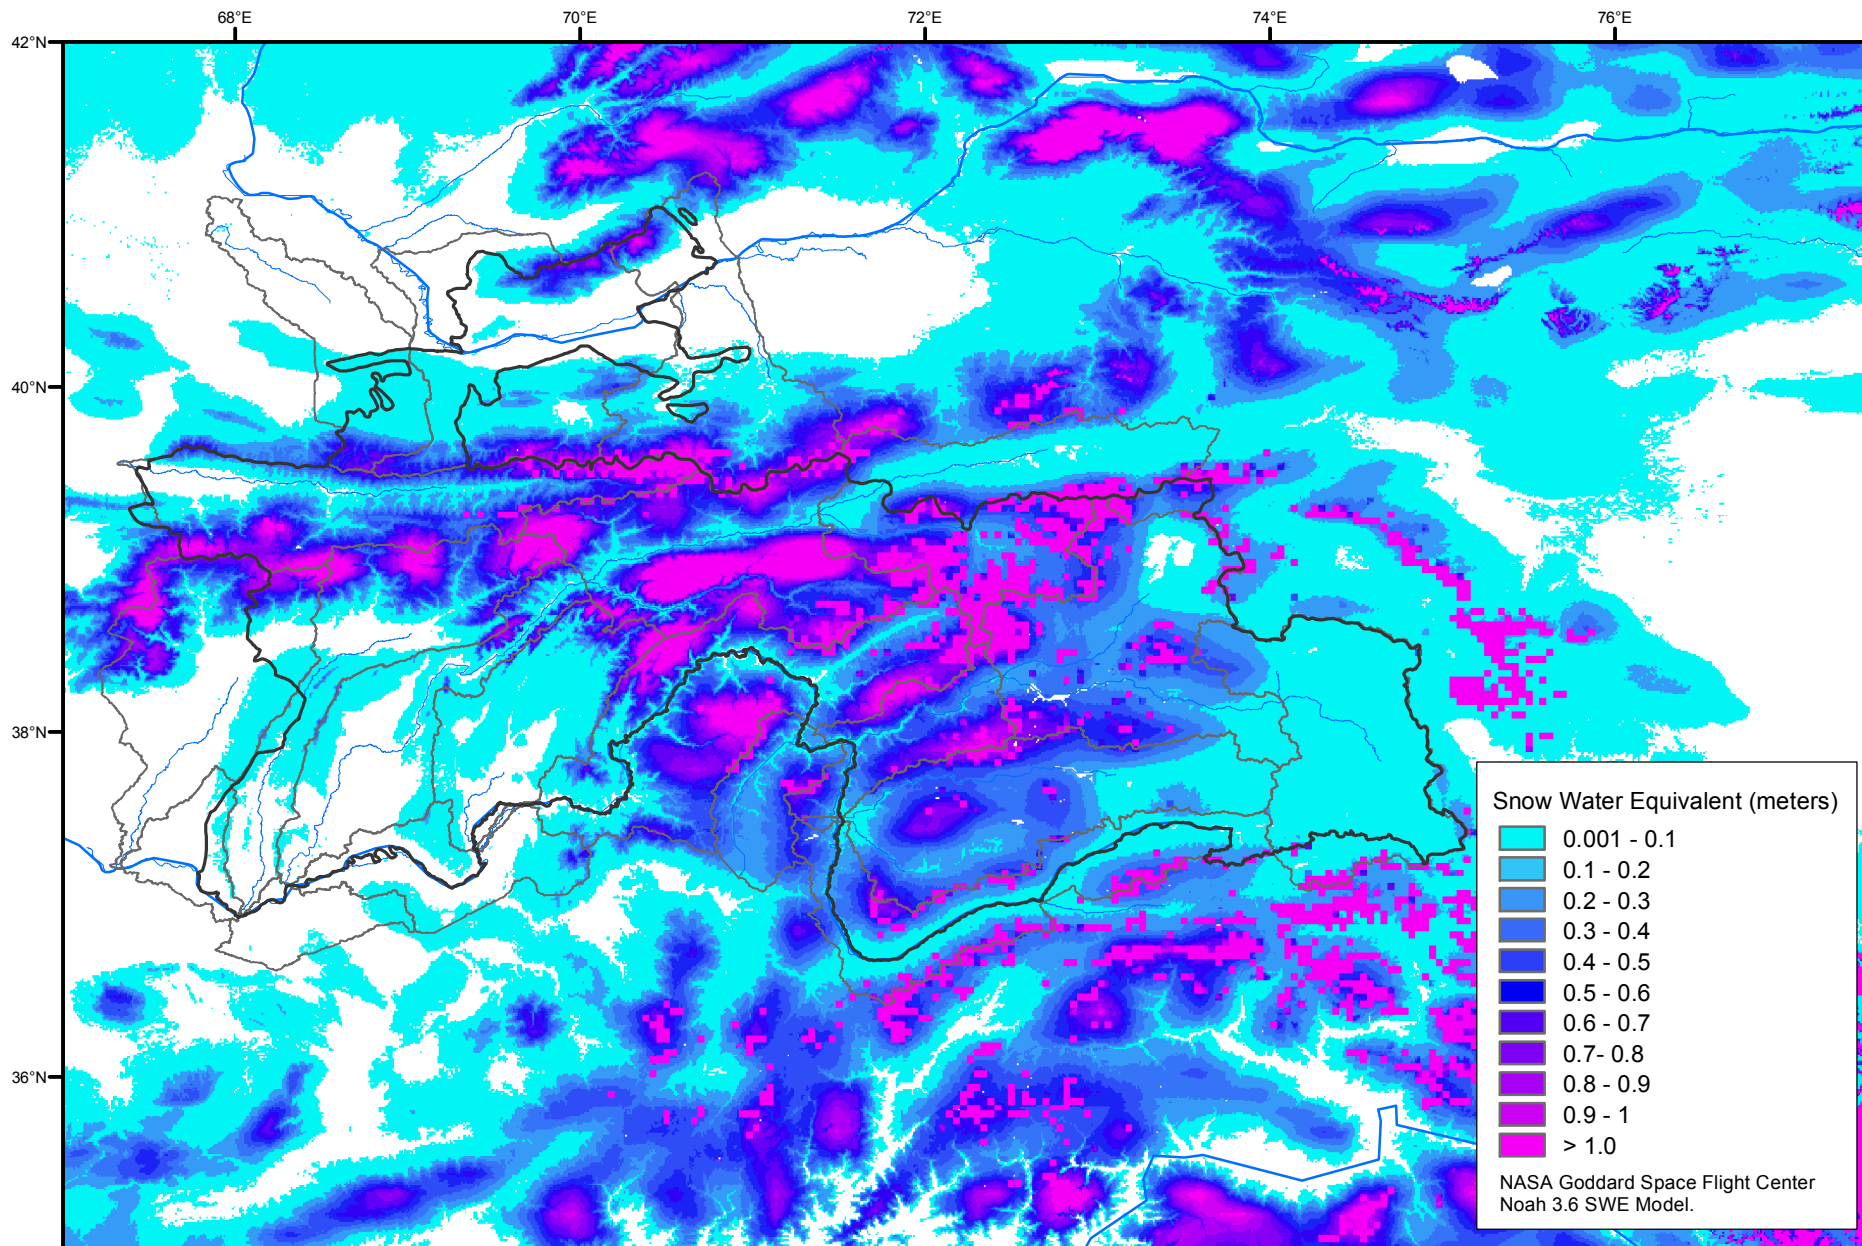 68°E
70°E
72°E
74°E
76°E
42°N
40°N
38°N
36°N
Snow Water Equivalent (meters)
0.001 - 0.1
0.1 - 0.2
0.2 - 0.3
0.3 - 0.4
0.4 - 0.5
0.5 - 0.6
0.6 - 0.7
0.7- 0.8
0.8 - 0.9
0.9 - 1
> 1.0
NASA Goddard Space Flight Center
Noah 3.6 SWE Model.